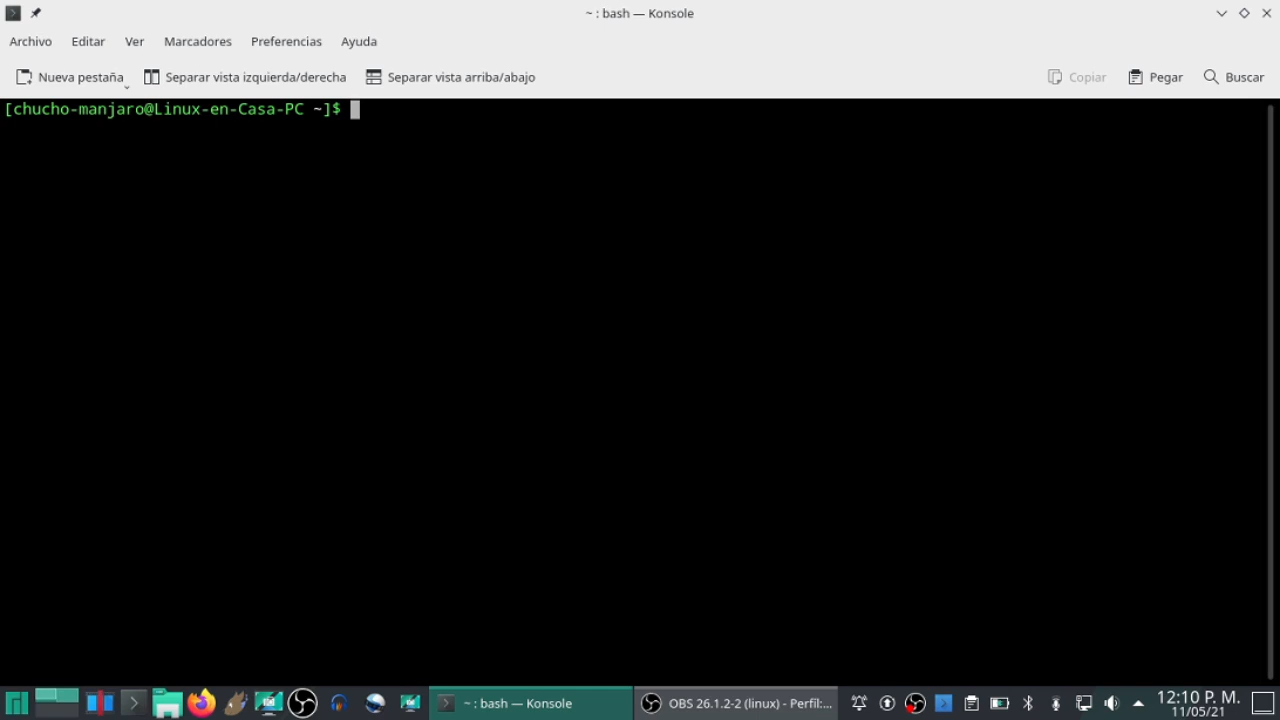 ~ : bash — Konsole
Archivo Editar Ver Marcadores Preferencias Ayuda
Nueva pestaña Separar vista izquierda/derecha Separar vista arriba/abajo Copiar Pegar Buscar
[chucho-manjaro@Linux-en-Casa-PC ~]$
~ : bash — Konsole OBS 26.1.2-2 (linux) - Perfil:... 12:10 P. M.
11/05/21